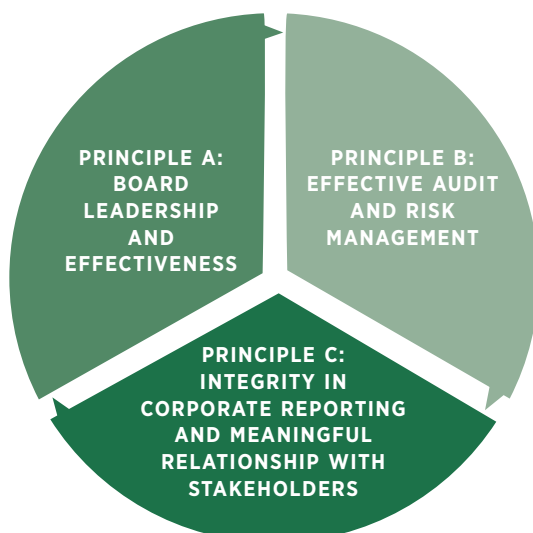 PRINCIPLE A:
BOARD
LEADERSHIP
AND
EFFECTIVENESS
PRINCIPLE B:
EFFECTIVE AUDIT
AND RISK
MANAGEMENT
PRINCIPLE C:
INTEGRITY IN
CORPORATE REPORTING
AND MEANINGFUL
RELATIONSHIP WITH
STAKEHOLDERS